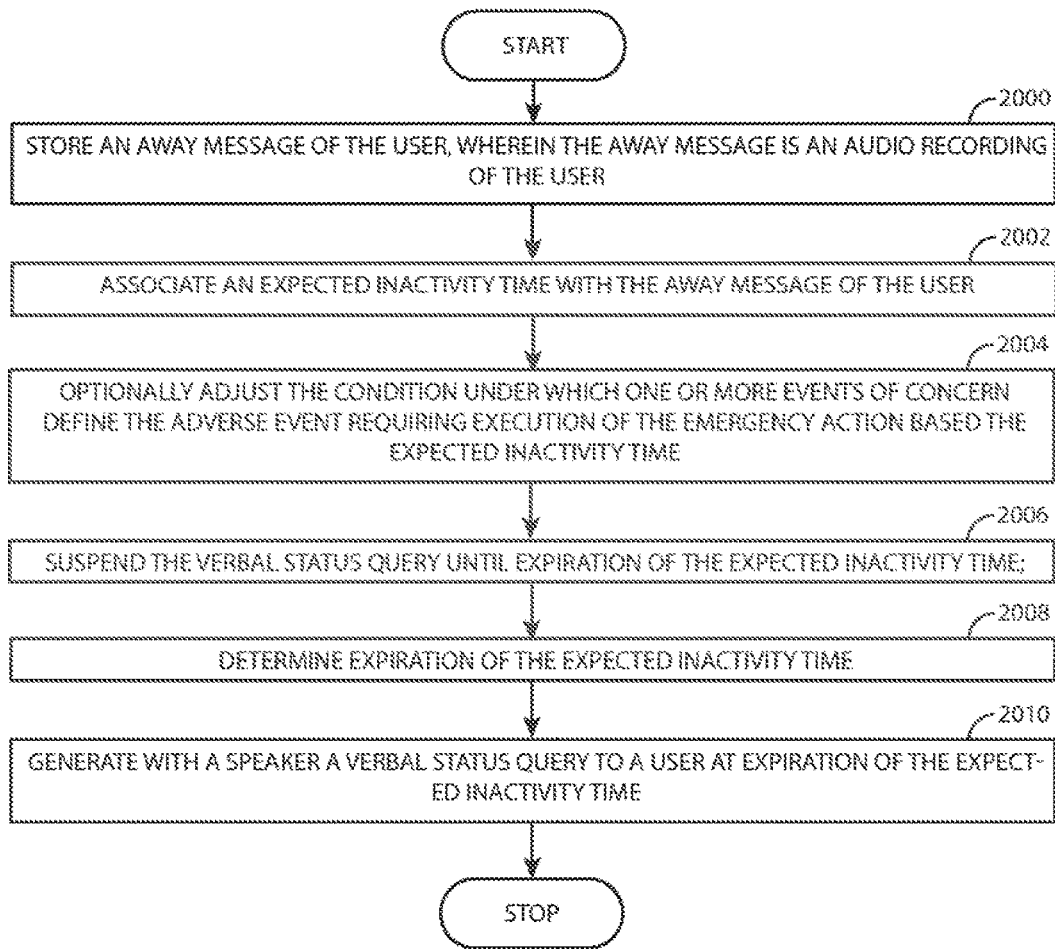 START
2000
STORE AN AWAY MESSAGE OF THE USER, WHEREIN THE AWAY MESSAGE IS AN AUDIO RECORDING
OF THE USER
2002
ASSOCIATE AN EXPECTED INACTIVITY TIME WITH THE AWAY MESSAGE OF THE USER
2004
OPTIONALLY ADJUST THE CONDITION UNDER WHICH ONE OR MORE EVENTS OF CONCERN
DEFINE THE ADVERSE EVENT REQUIRING EXECUTION OF THE EMERGENCY ACTION BASED THE
EXPECTED INACTIVITY TIME
2006
SUSPEND THE VERBAL STATUS QUERY UNTIL EXPIRATION OF THE EXPECTED INACTIVITY TIME;
2008
DETERMINE EXPIRATION OF THE EXPECTED INACTIVITY TIME
2010
GENERATE WITH A SPEAKER A VERBAL STATUS QUERY TO A USER AT EXPIRATION OF THE EXPECT-
ED INACTIVITY TIME
STOP